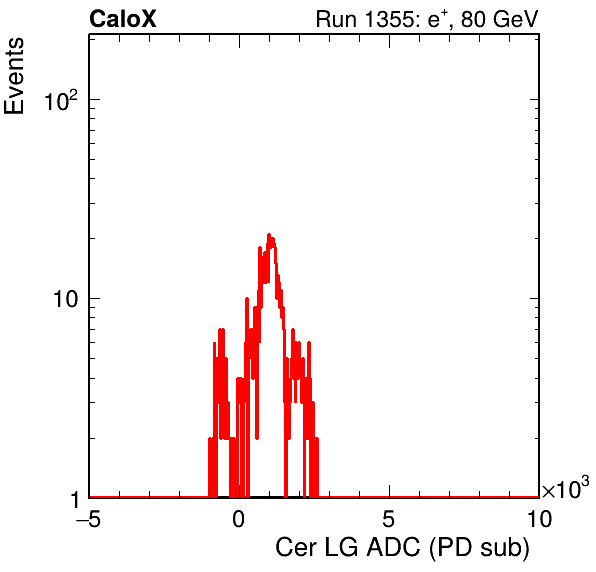 CaloX Run 1355: e⁺, 80 GeV
Events
10²
10
1
−5 0 5 10
×10³
Cer LG ADC (PD sub)